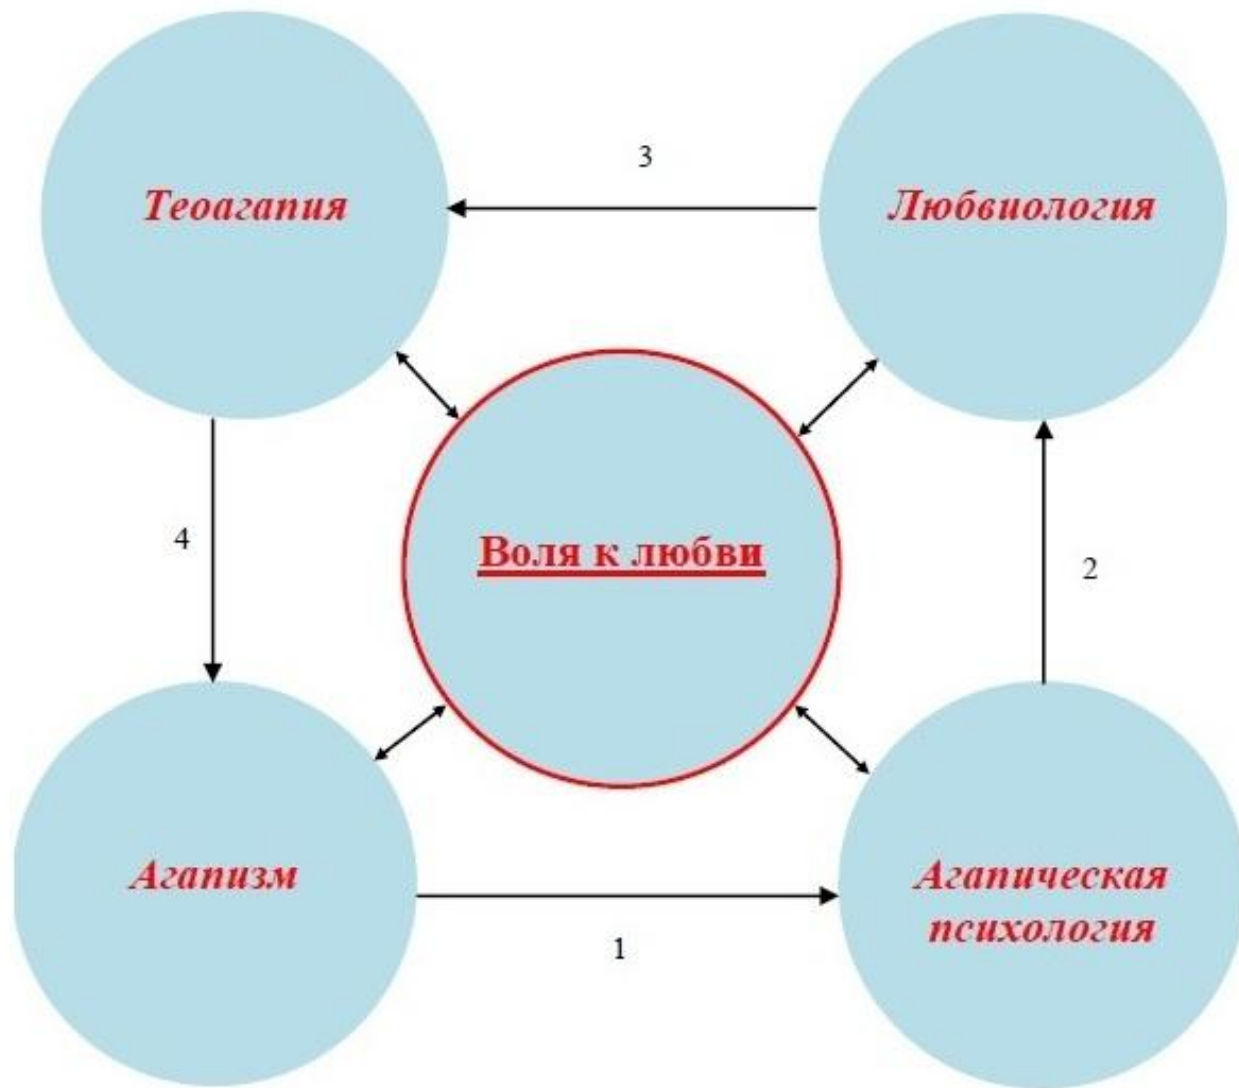 3
Теоагапия
Любвиология
4
Воля к любви
2
Агапизм
Агапическая
психология
1